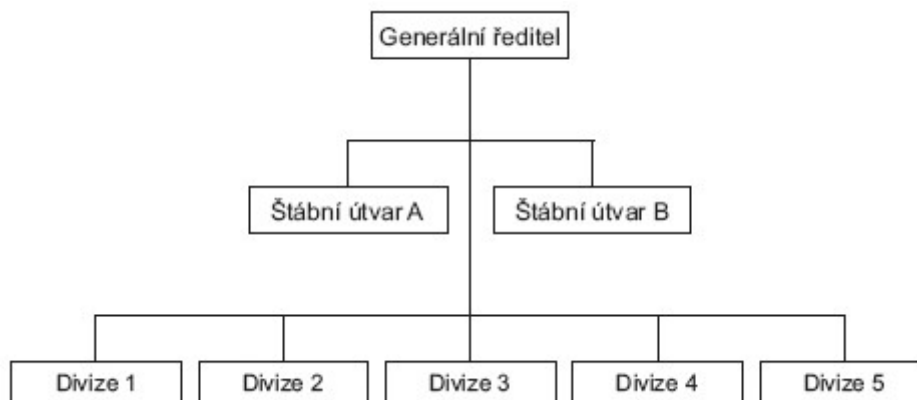 Generální ředitel
Štábní útvar A
Štábní útvar B
Divize 1
Divize 2
Divize 3
Divize 4
Divize 5